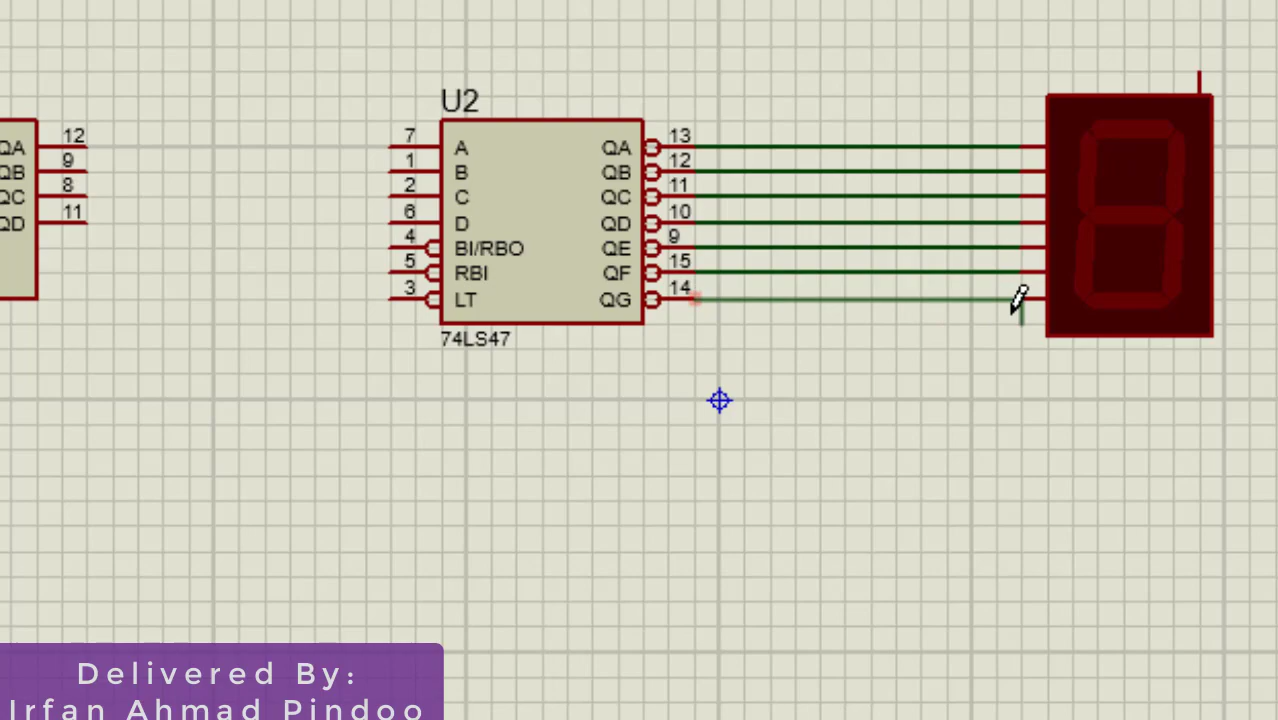 U2
QA 12
QB 9
QC 8
QD 11
7 A QA 13
1 B QB 12
2 C QC 11
6 D QD 10
4 BI/RBO QE 9
5 RBI QF 15
3 LT QG 14
74LS47
Delivered By:
Irfan Ahmad Pindoo